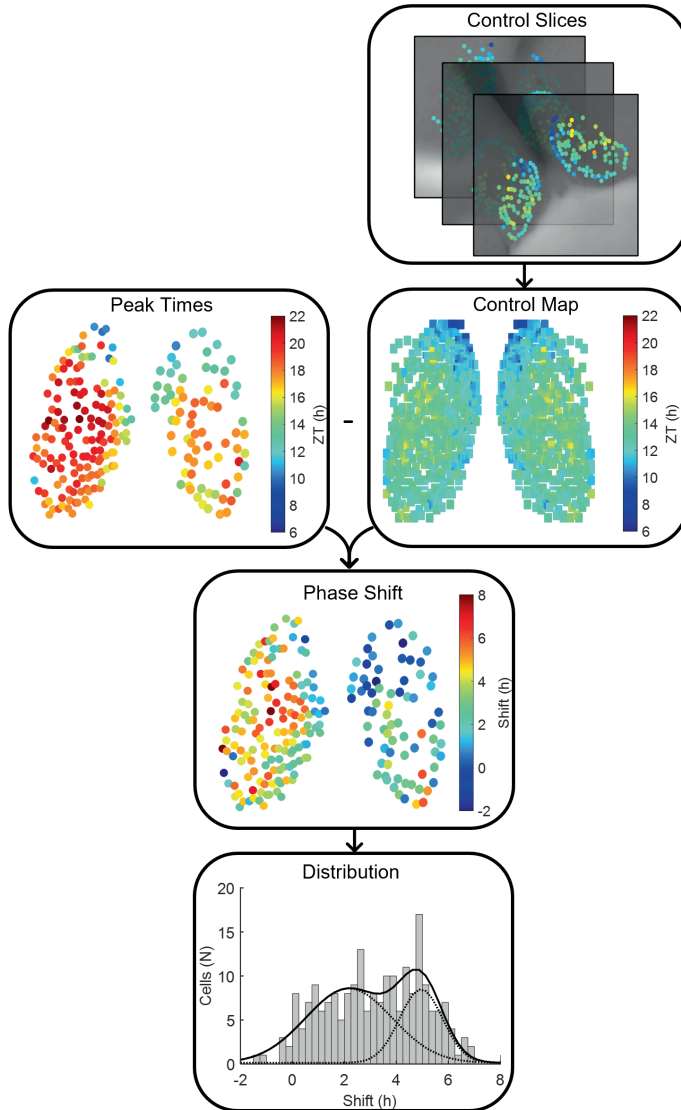 Control Slices
Peak Times
22
20
18
16
14
12
10
8
6
ZT (h)
-
Control Map
22
20
18
16
14
12
10
8
6
ZT (h)
Phase Shift
8
6
4
2
0
-2
Shift (h)
Distribution
20
15
10
5
0
Cells (N)
-2 0 2 4 6 8
Shift (h)